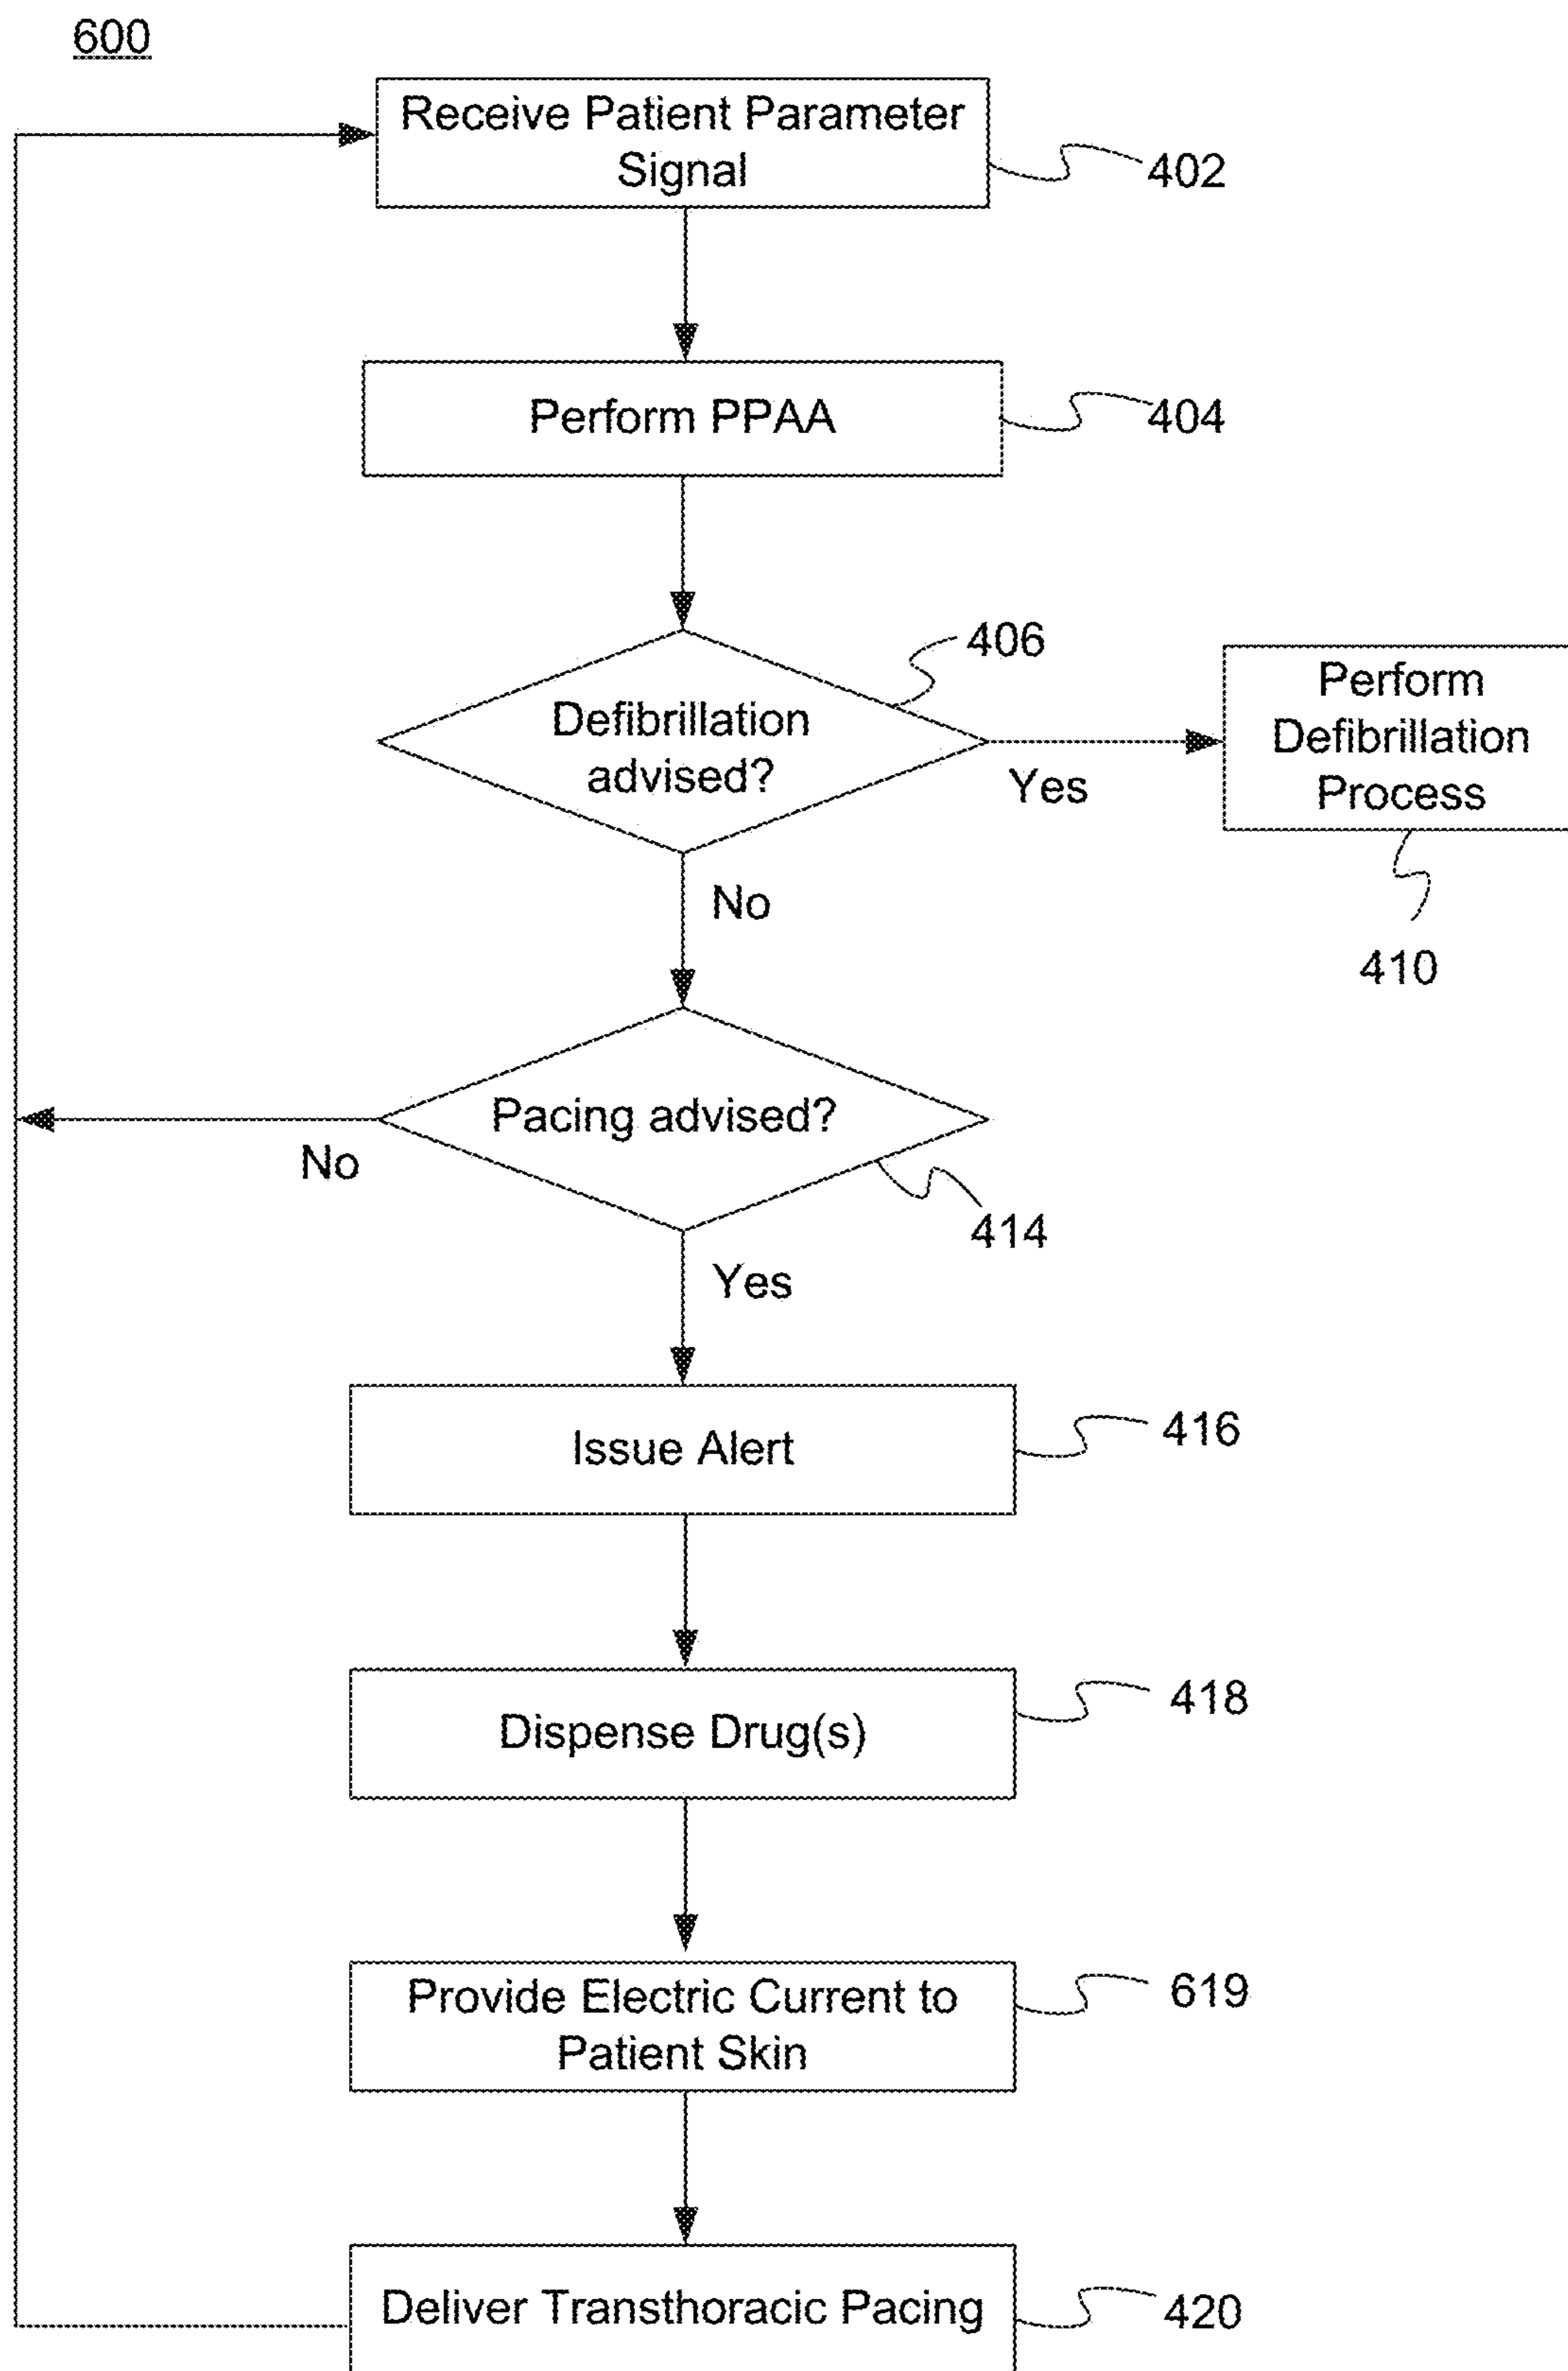 600
Receive Patient Parameter
Signal
402
Perform PPAA
404
406
Defibrillation
advised?
Yes
Perform
Defibrillation
Process
410
No
Pacing advised?
No
414
Yes
Issue Alert
416
Dispense Drug(s)
418
Provide Electric Current to
Patient Skin
619
Deliver Transthoracic Pacing
420